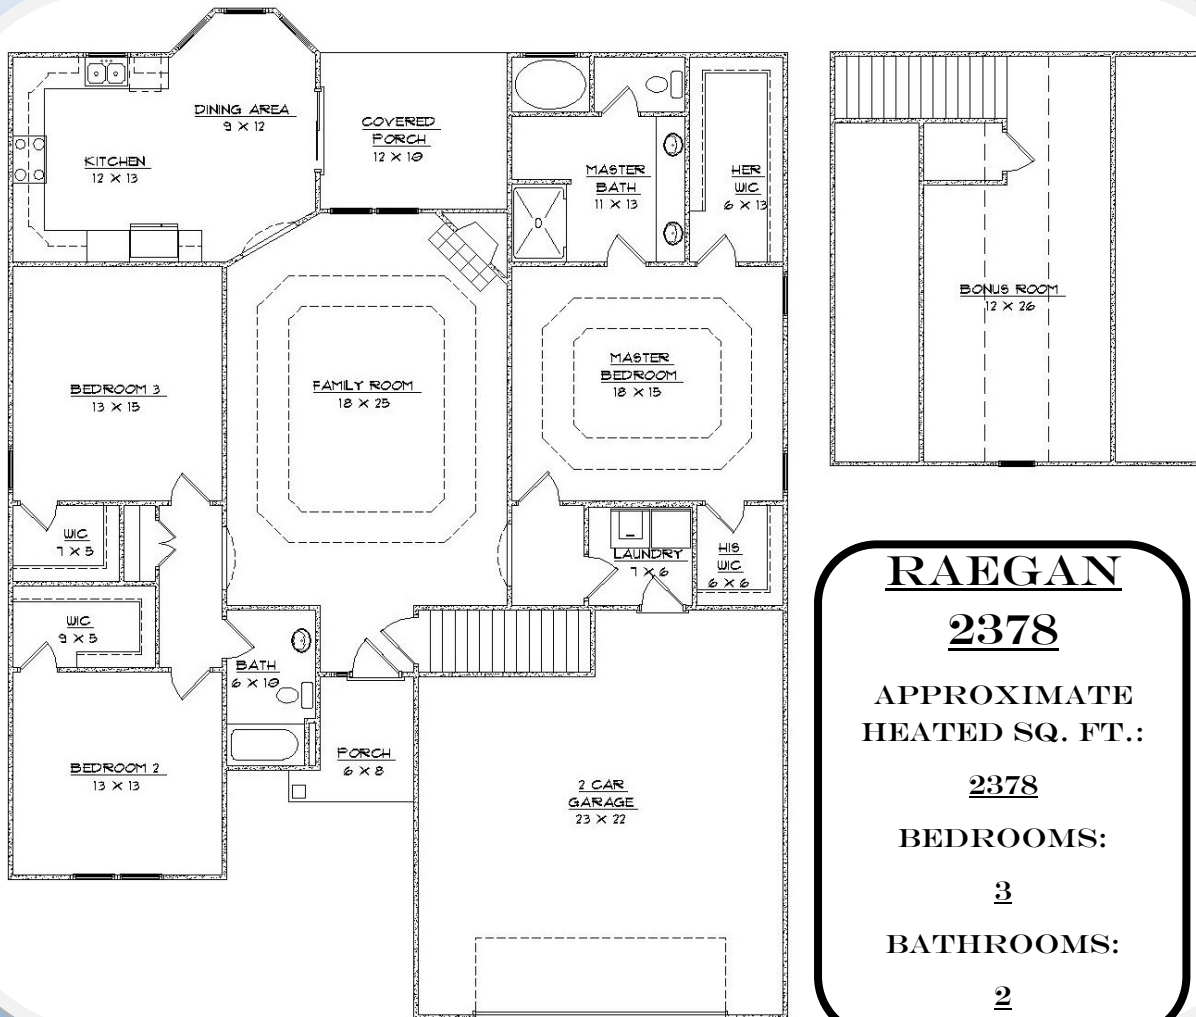 DINING AREA
9 X 12
COVERED
PORCH
12 X 10
KITCHEN
12 X 13
MASTER
BATH
11 X 13
HER
WIC
6 X 13
BONUS ROOM
12 X 26
BEDROOM 3
13 X 15
FAMILY ROOM
18 X 25
MASTER
BEDROOM
18 X 15
WIC
7 X 5
LAUNDRY
7 X 6
HIS
WIC
6 X 6
WIC
9 X 5
BATH
6 X 10
BEDROOM 2
13 X 13
PORCH
6 X 8
2 CAR
GARAGE
23 X 22
RAEGAN
2378
APPROXIMATE
HEATED SQ. FT.:
2378
BEDROOMS:
3
BATHROOMS:
2